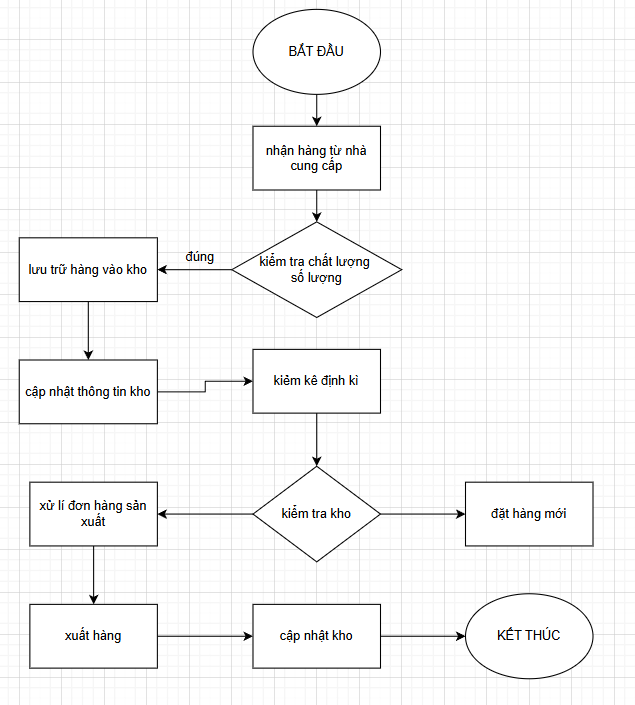 BẮT ĐẦU
nhận hàng từ nhà
cung cấp
kiểm tra chất lượng
số lượng
đúng
lưu trữ hàng vào kho
cập nhật thông tin kho
kiểm kê định kì
kiểm tra kho
xử lí đơn hàng sản
xuất
đặt hàng mới
xuất hàng
cập nhật kho
KẾT THÚC